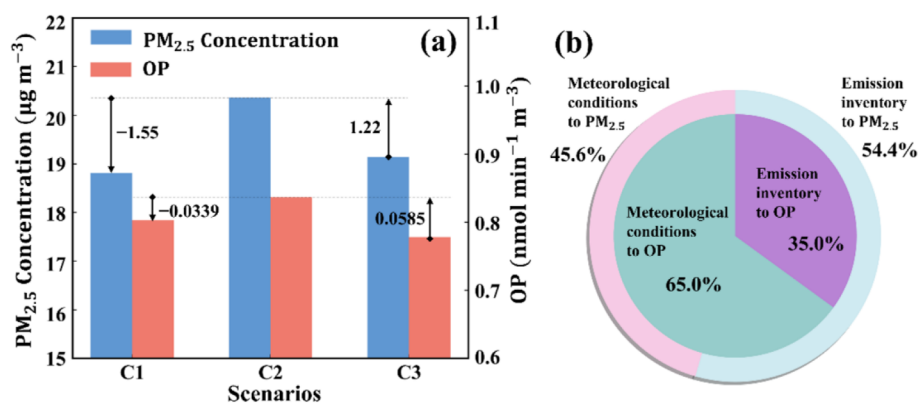 (a)
PM2.5 Concentration
OP
PM2.5 Concentration (μg m−3)
22
21
20
19
18
17
16
15
−1.55
−0.0339
1.22
0.0585
C1
C2
C3
Scenarios
1.1
1.0
0.9
0.8
0.7
0.6
OP (nmol min−1 m−3)
(b)
Meteorological
conditions
to PM2.5
45.6%
Emission
inventory
to PM2.5
54.4%
Emission
inventory
to OP
35.0%
Meteorological
conditions
to OP
65.0%